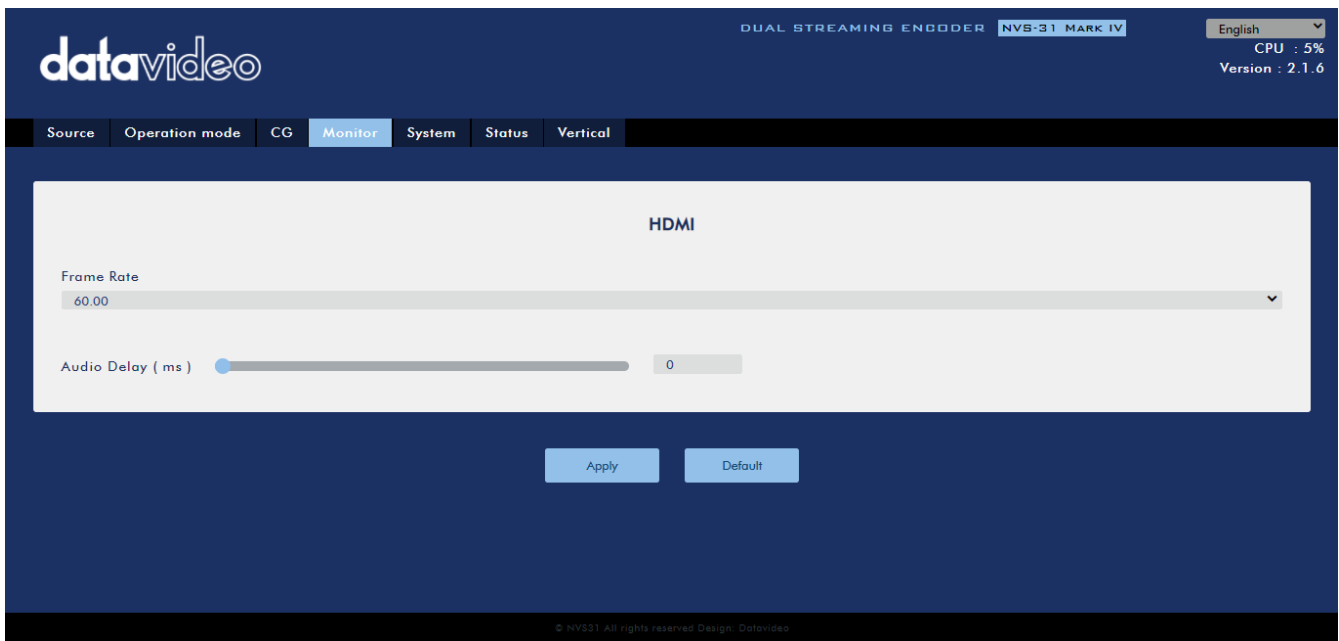 datavideo
DUAL STREAMING ENCODER NVS-31 MARK IV
English
CPU : 5%
Version : 2.1.6
Source Operation mode CG Monitor System Status Vertical
HDMI
Frame Rate
60.00
Audio Delay ( ms ) 0
Apply Default
© NVS31 All rights reserved Design: Datavideo